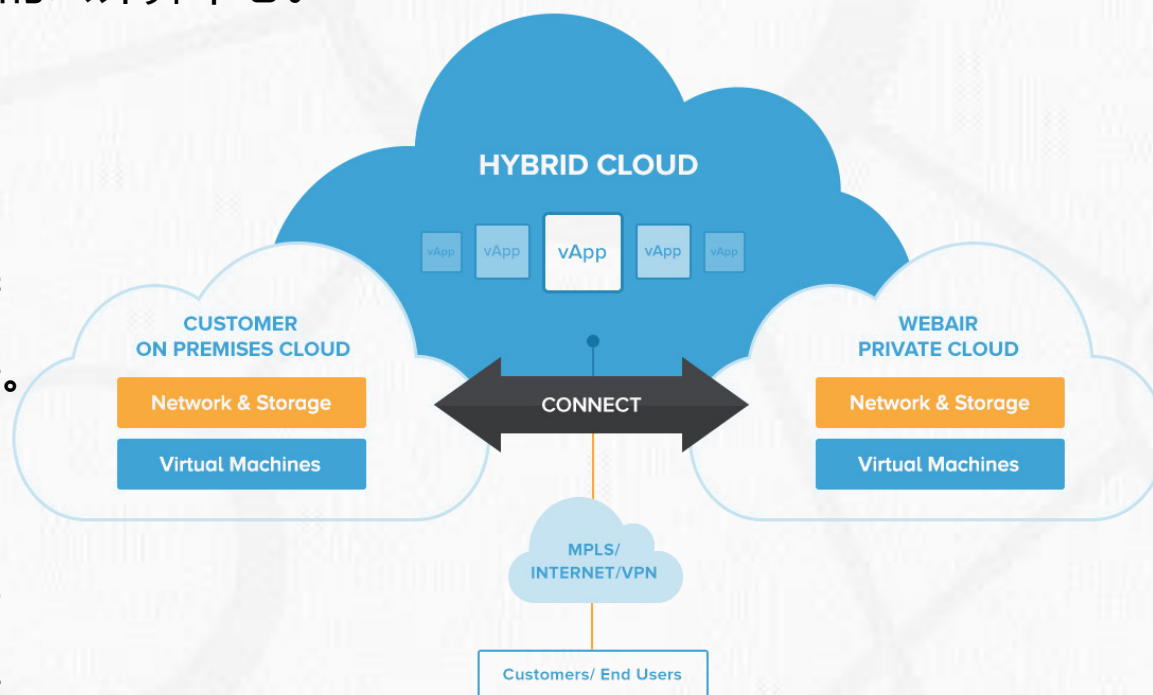 HYBRID CLOUD
vApp
vApp
vApp
vApp
vApp
CUSTOMER
ON PREMISES CLOUD
Network & Storage
Virtual Machines
CONNECT
WEBAIR
PRIVATE CLOUD
Network & Storage
Virtual Machines
MPLS/
INTERNET/VPN
Customers/ End Users